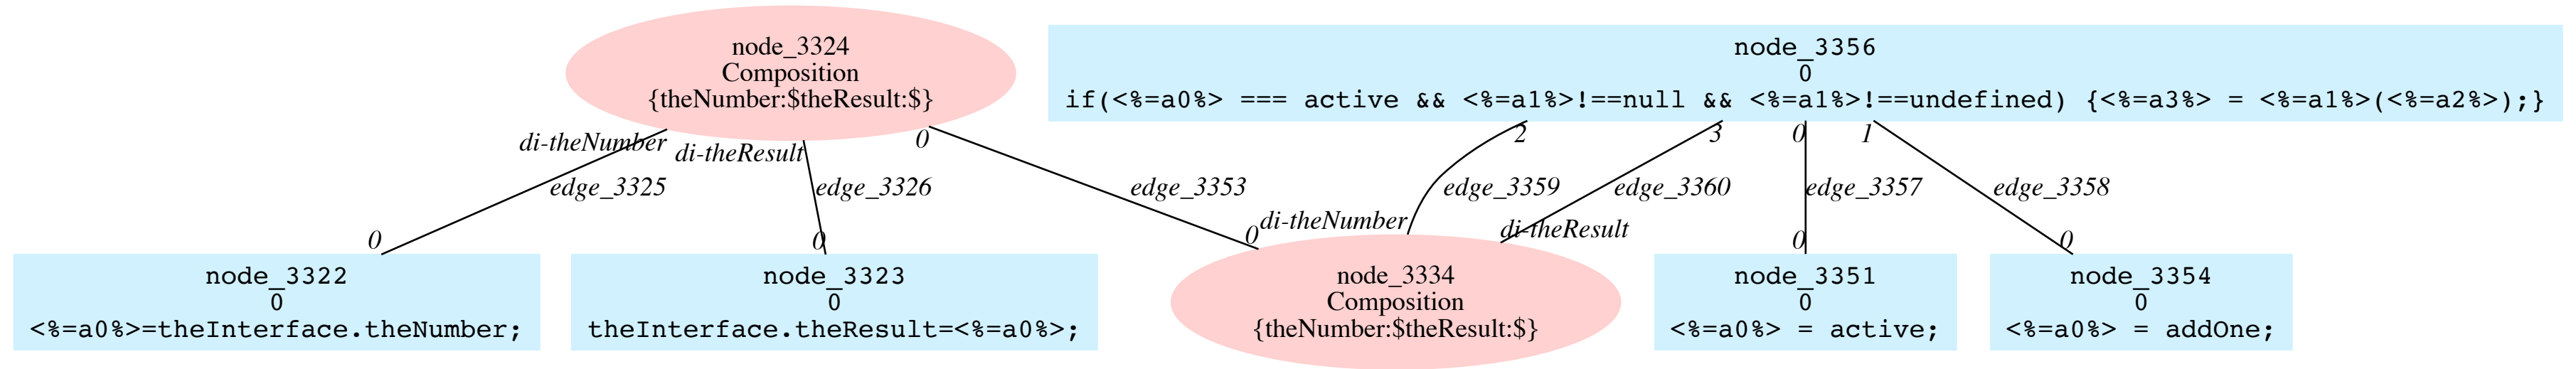 node_3324
Composition
{theNumber:$theResult:$}
node_3356
0
if(<%=a0%> === active && <%=a1%>!==null && <%=a1%>!==undefined) {<%=a3%> = <%=a1%>(<%=a2%>);}
di-theNumber
di-theResult
0
2
3
0
1
edge_3325
edge_3326
edge_3353
edge_3359
edge_3360
edge_3357
edge_3358
0
0
0
di-theNumber
di-theResult
0
0
node_3322
0
<%=a0%>=theInterface.theNumber;
node_3323
0
theInterface.theResult=<%=a0%>;
node_3334
Composition
{theNumber:$theResult:$}
node_3351
0
<%=a0%> = active;
node_3354
0
<%=a0%> = addOne;